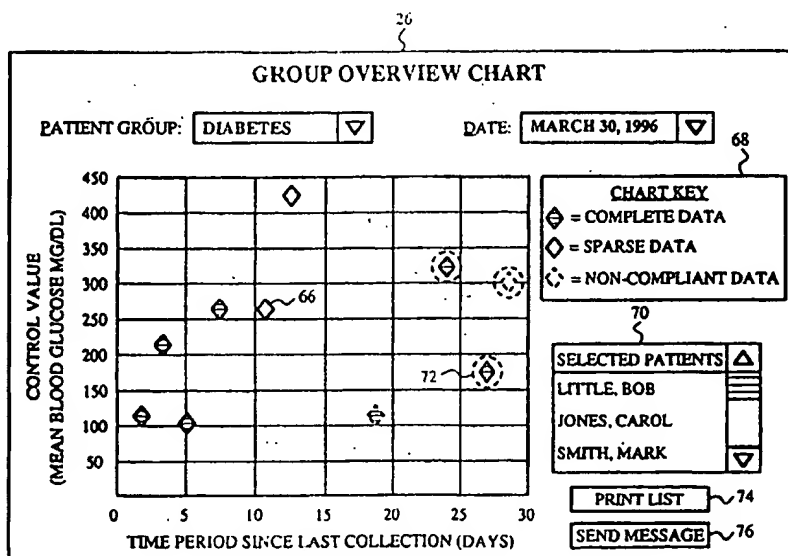 26
GROUP OVERVIEW CHART
PATIENT GROUP: DIABETES
DATE: MARCH 30, 1996
68
CHART KEY
= COMPLETE DATA
= SPARSE DATA
= NON-COMPLIANT DATA
CONTROL VALUE
(MEAN BLOOD GLUCOSE MG/DL)
450
400
350
300
250
200
150
100
50
66
72
0 5 10 15 20 25 30
TIME PERIOD SINCE LAST COLLECTION (DAYS)
70
SELECTED PATIENTS
LITTLE, BOB
JONES, CAROL
SMITH, MARK
PRINT LIST
74
SEND MESSAGE
76